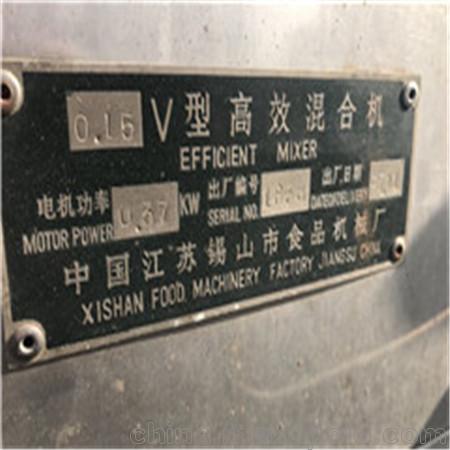 0.15 V型高效混合机
EFFICIENT MIXER
电机功率 0.37 KW 出厂编号 出厂日期
MOTOR POWER SERIAL NO. DATEOFDELIVERY
中国江苏锡山市食品机械厂
XISHAN FOOD MACHINERY FACTORY JIANGSU CHINA